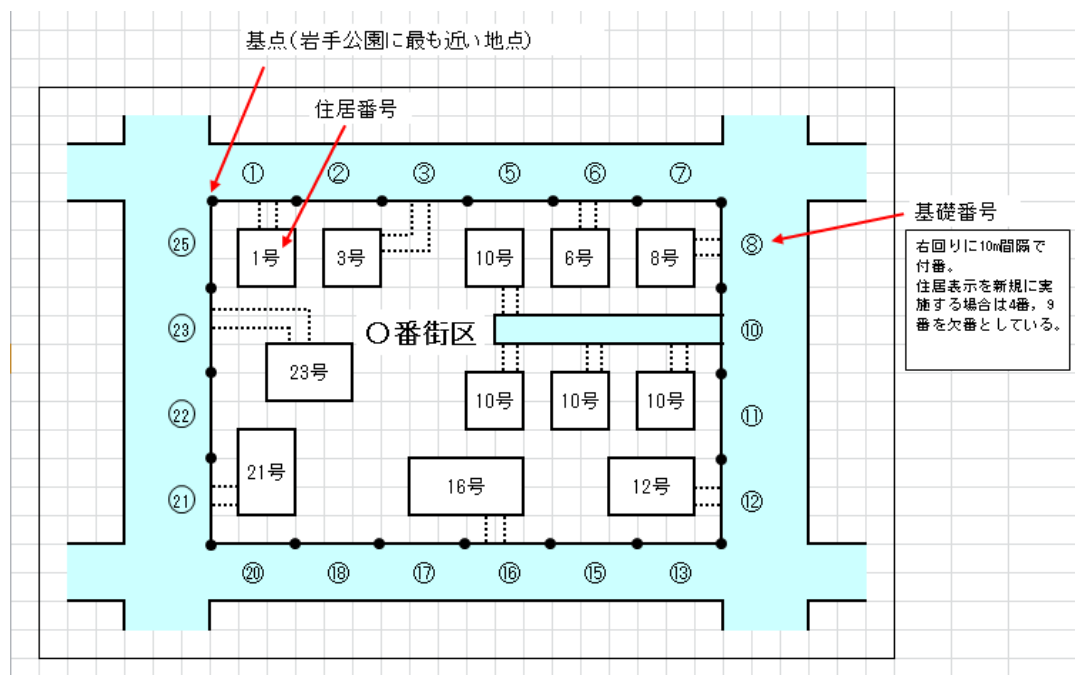 基点(岩手公園に最も近い地点)
住居番号
① ② ③ ⑤ ⑥ ⑦
基礎番号
㉕ 1号 3号 10号 6号 8号 ⑧
右回りに10m間隔で
付番。
住居表示を新規に実
施する場合は4番，9
番を欠番としている。
㉓ 〇番街区 ⑩
23号
㉒ 10号 10号 10号 ⑪
21号 16号 12号
㉑ ⑫
⑳ ⑱ ⑰ ⑯ ⑮ ⑬